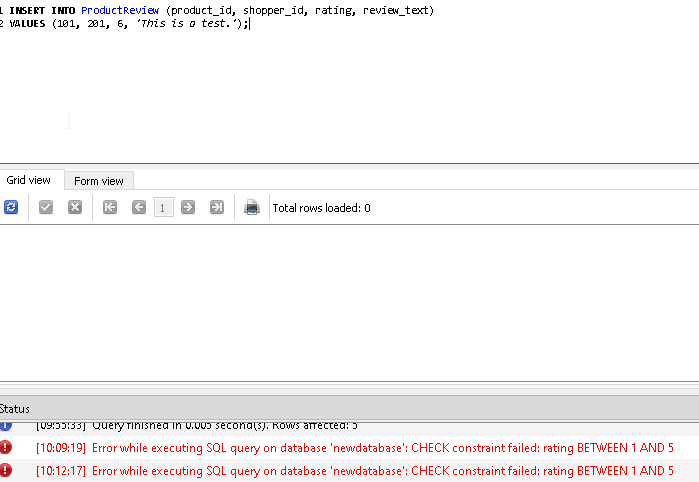 1 INSERT INTO ProductReview (product_id, shopper_id, rating, review_text)
2 VALUES (101, 201, 6, 'This is a test.');
Grid view Form view
1 Total rows loaded: 0
Status
[09:55:33] Query finished in 0.005 second(s). Rows affected: 5
[10:09:19] Error while executing SQL query on database 'newdatabase': CHECK constraint failed: rating BETWEEN 1 AND 5
[10:12:17] Error while executing SQL query on database 'newdatabase': CHECK constraint failed: rating BETWEEN 1 AND 5